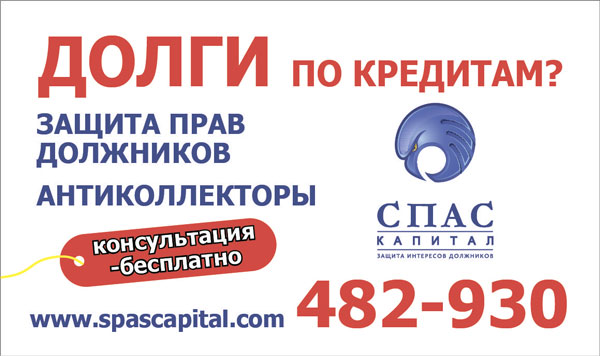 ДОЛГИ ПО КРЕДИТАМ?
ЗАЩИТА ПРАВ
ДОЛЖНИКОВ
АНТИКОЛЛЕКТОРЫ
консультация
-бесплатно
СПАС
КАПИТАЛ
ЗАЩИТА ИНТЕРЕСОВ ДОЛЖНИКОВ
www.spascapital.com 482-930